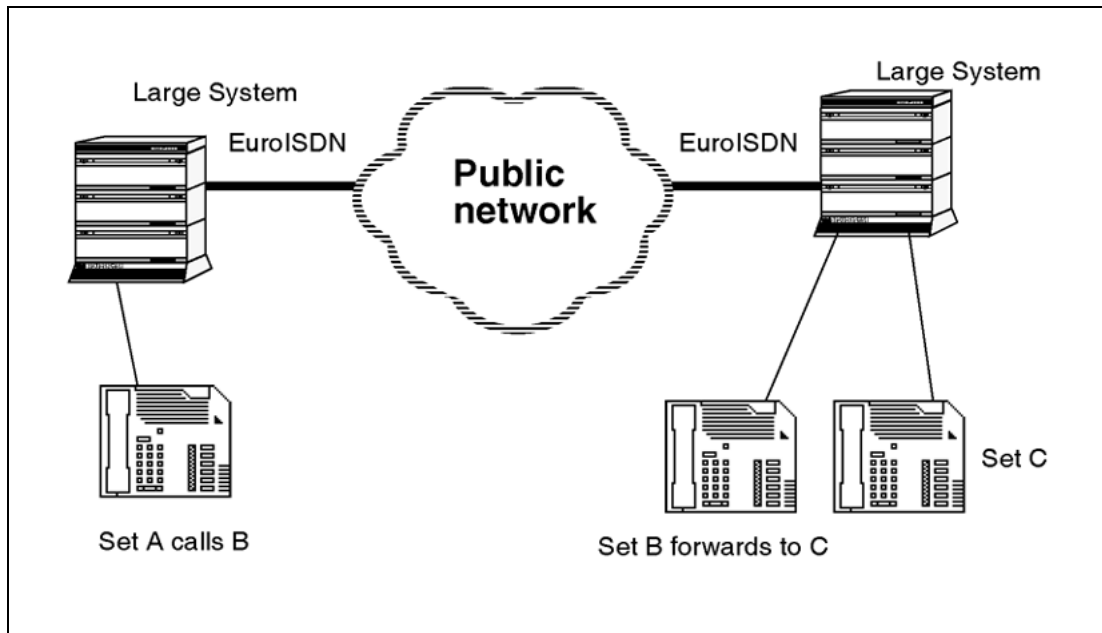 Large System
Large System
EuroISDN
EuroISDN
Public
network
Set C
Set A calls B
Set B forwards to C